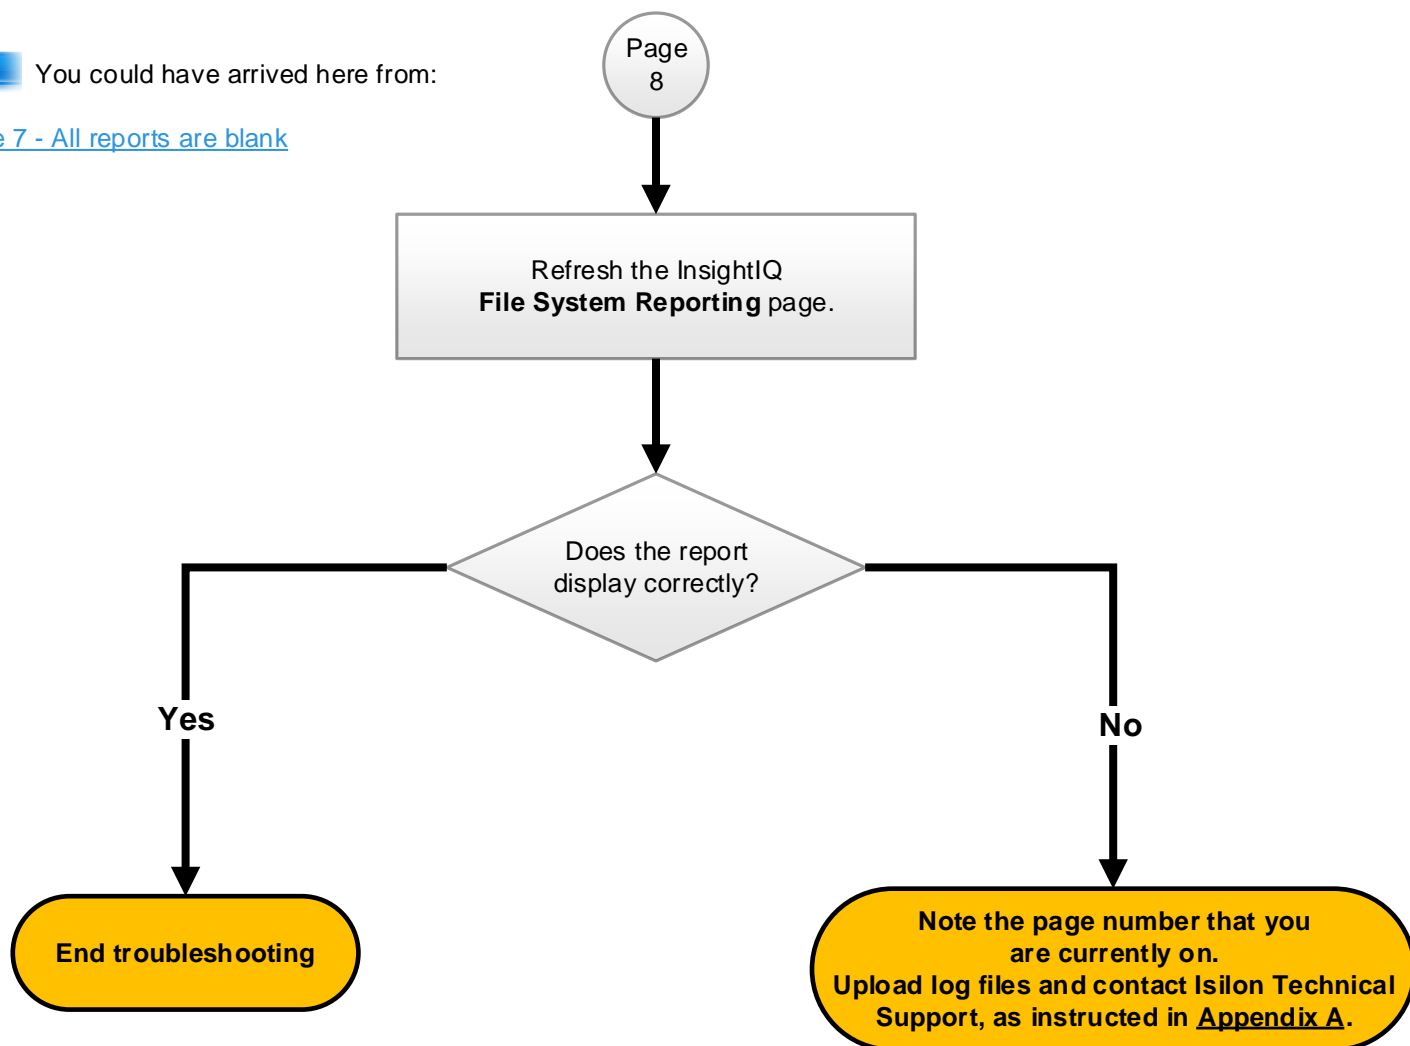 Page
8
You could have arrived here from:
7 - All reports are blank
Refresh the InsightIQ
File System Reporting page.
Does the report
display correctly?
Yes
No
End troubleshooting
Note the page number that you
are currently on.
Upload log files and contact Isilon Technical
Support, as instructed in Appendix A.